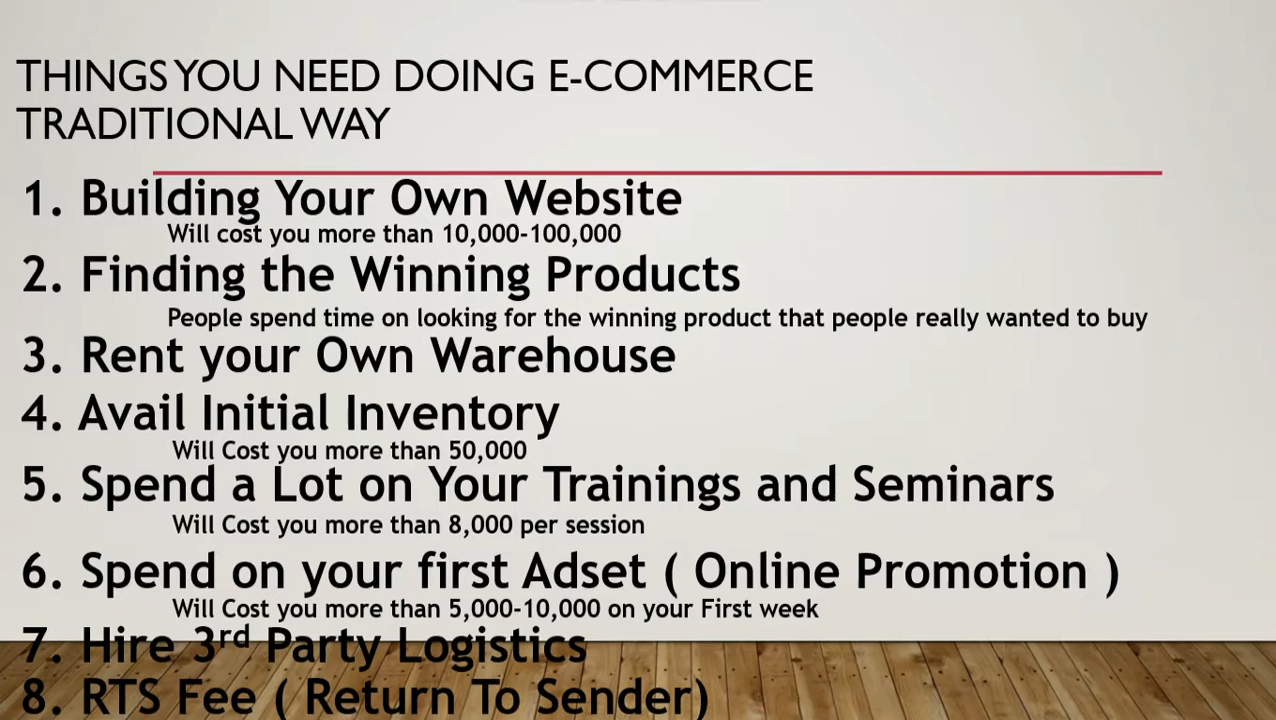 THINGS YOU NEED DOING E-COMMERCE
TRADITIONAL WAY
1. Building Your Own Website
Will cost you more than 10,000-100,000
2. Finding the Winning Products
People spend time on looking for the winning product that people really wanted to buy
3. Rent your Own Warehouse
4. Avail Initial Inventory
Will Cost you more than 50,000
5. Spend a Lot on Your Trainings and Seminars
Will Cost you more than 8,000 per session
6. Spend on your first Adset ( Online Promotion )
Will Cost you more than 5,000-10,000 on your First week
7. Hire 3rd Party Logistics
8. RTS Fee ( Return To Sender)